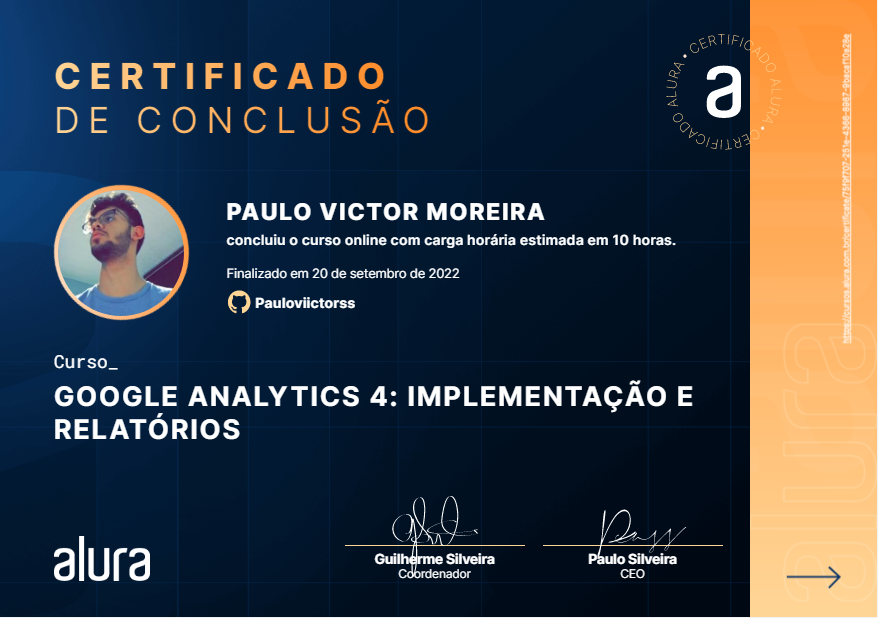 CERTIFICADO
DE CONCLUSÃO
CERTIFICADO ALURA • CERTIFICADO ALURA •
a
PAULO VICTOR MOREIRA
concluiu o curso online com carga horária estimada em 10 horas.
Finalizado em 20 de setembro de 2022
Pauloviictorss
Curso_
GOOGLE ANALYTICS 4: IMPLEMENTAÇÃO E
RELATÓRIOS
alura
Guilherme Silveira
Coordenador
Paulo Silveira
CEO
alura